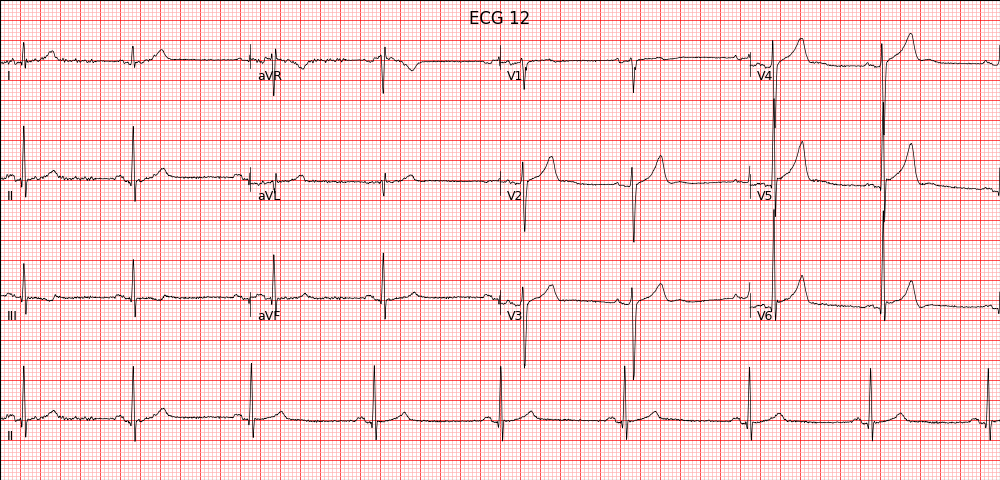 ECG 12
I aVR V1 V4
II aVL V2 V5
III aVF V3 V6
II